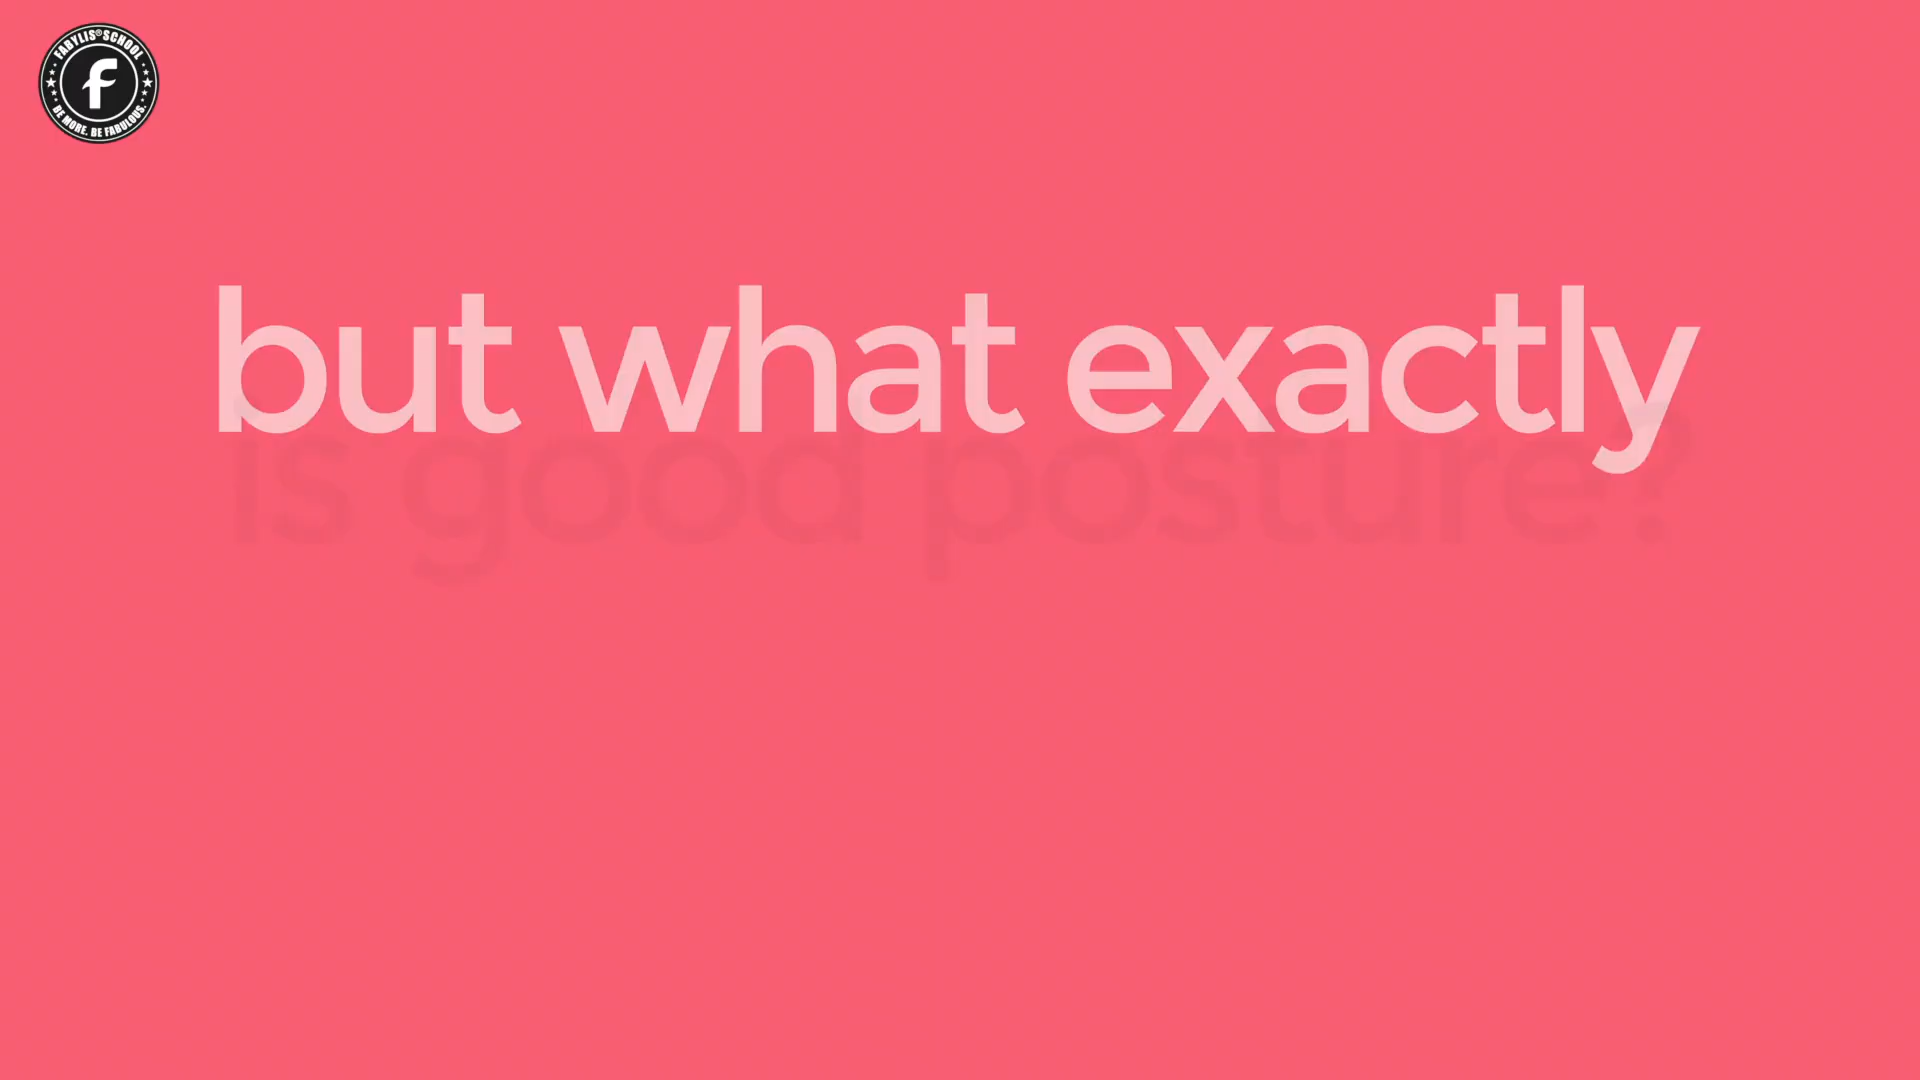 FABYLIS® SCHOOL
f
BE MORE. BE FABULOUS.
but what exactly
is good posture?